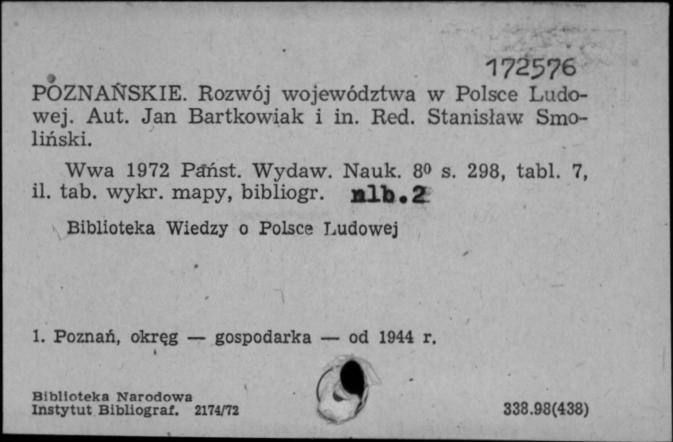 172576
POZNAŃSKIE. Rozwój województwa w Polsce Ludo-
wej. Aut. Jan Bartkowiak i in. Red. Stanisław Smo-
liński.
Wwa 1972 Państ. Wydaw. Nauk. 8⁰ s. 298, tabl. 7,
il. tab. wykr. mapy, bibliogr. nlb.2
Biblioteka Wiedzy o Polsce Ludowej
1. Poznań, okręg — gospodarka — od 1944 r.
Biblioteka Narodowa
Instytut Bibliograf. 2174/72 338.98(438)